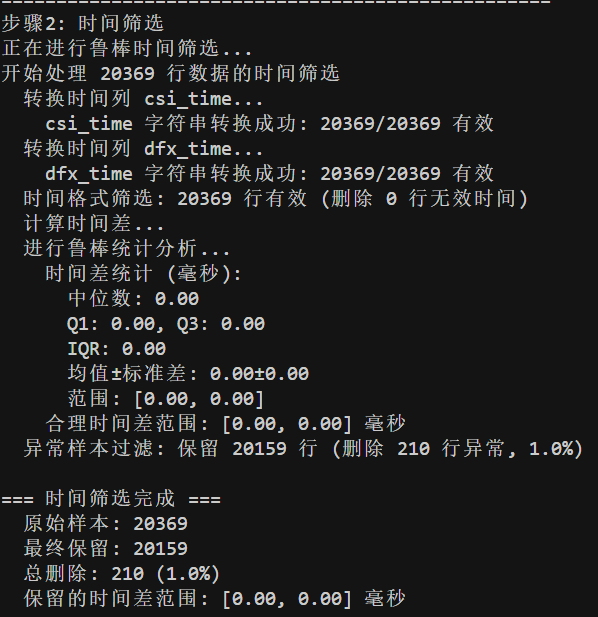 ==================================================
步骤2: 时间筛选
正在进行鲁棒时间筛选...
开始处理 20369 行数据的时间筛选
转换时间列 csi_time...
csi_time 字符串转换成功: 20369/20369 有效
转换时间列 dfx_time...
dfx_time 字符串转换成功: 20369/20369 有效
时间格式筛选: 20369 行有效 (删除 0 行无效时间)
计算时间差...
进行鲁棒统计分析...
时间差统计 (毫秒):
中位数: 0.00
Q1: 0.00, Q3: 0.00
IQR: 0.00
均值±标准差: 0.00±0.00
范围: [0.00, 0.00]
合理时间差范围: [0.00, 0.00] 毫秒
异常样本过滤: 保留 20159 行 (删除 210 行异常, 1.0%)
=== 时间筛选完成 ===
原始样本: 20369
最终保留: 20159
总删除: 210 (1.0%)
保留的时间差范围: [0.00, 0.00] 毫秒